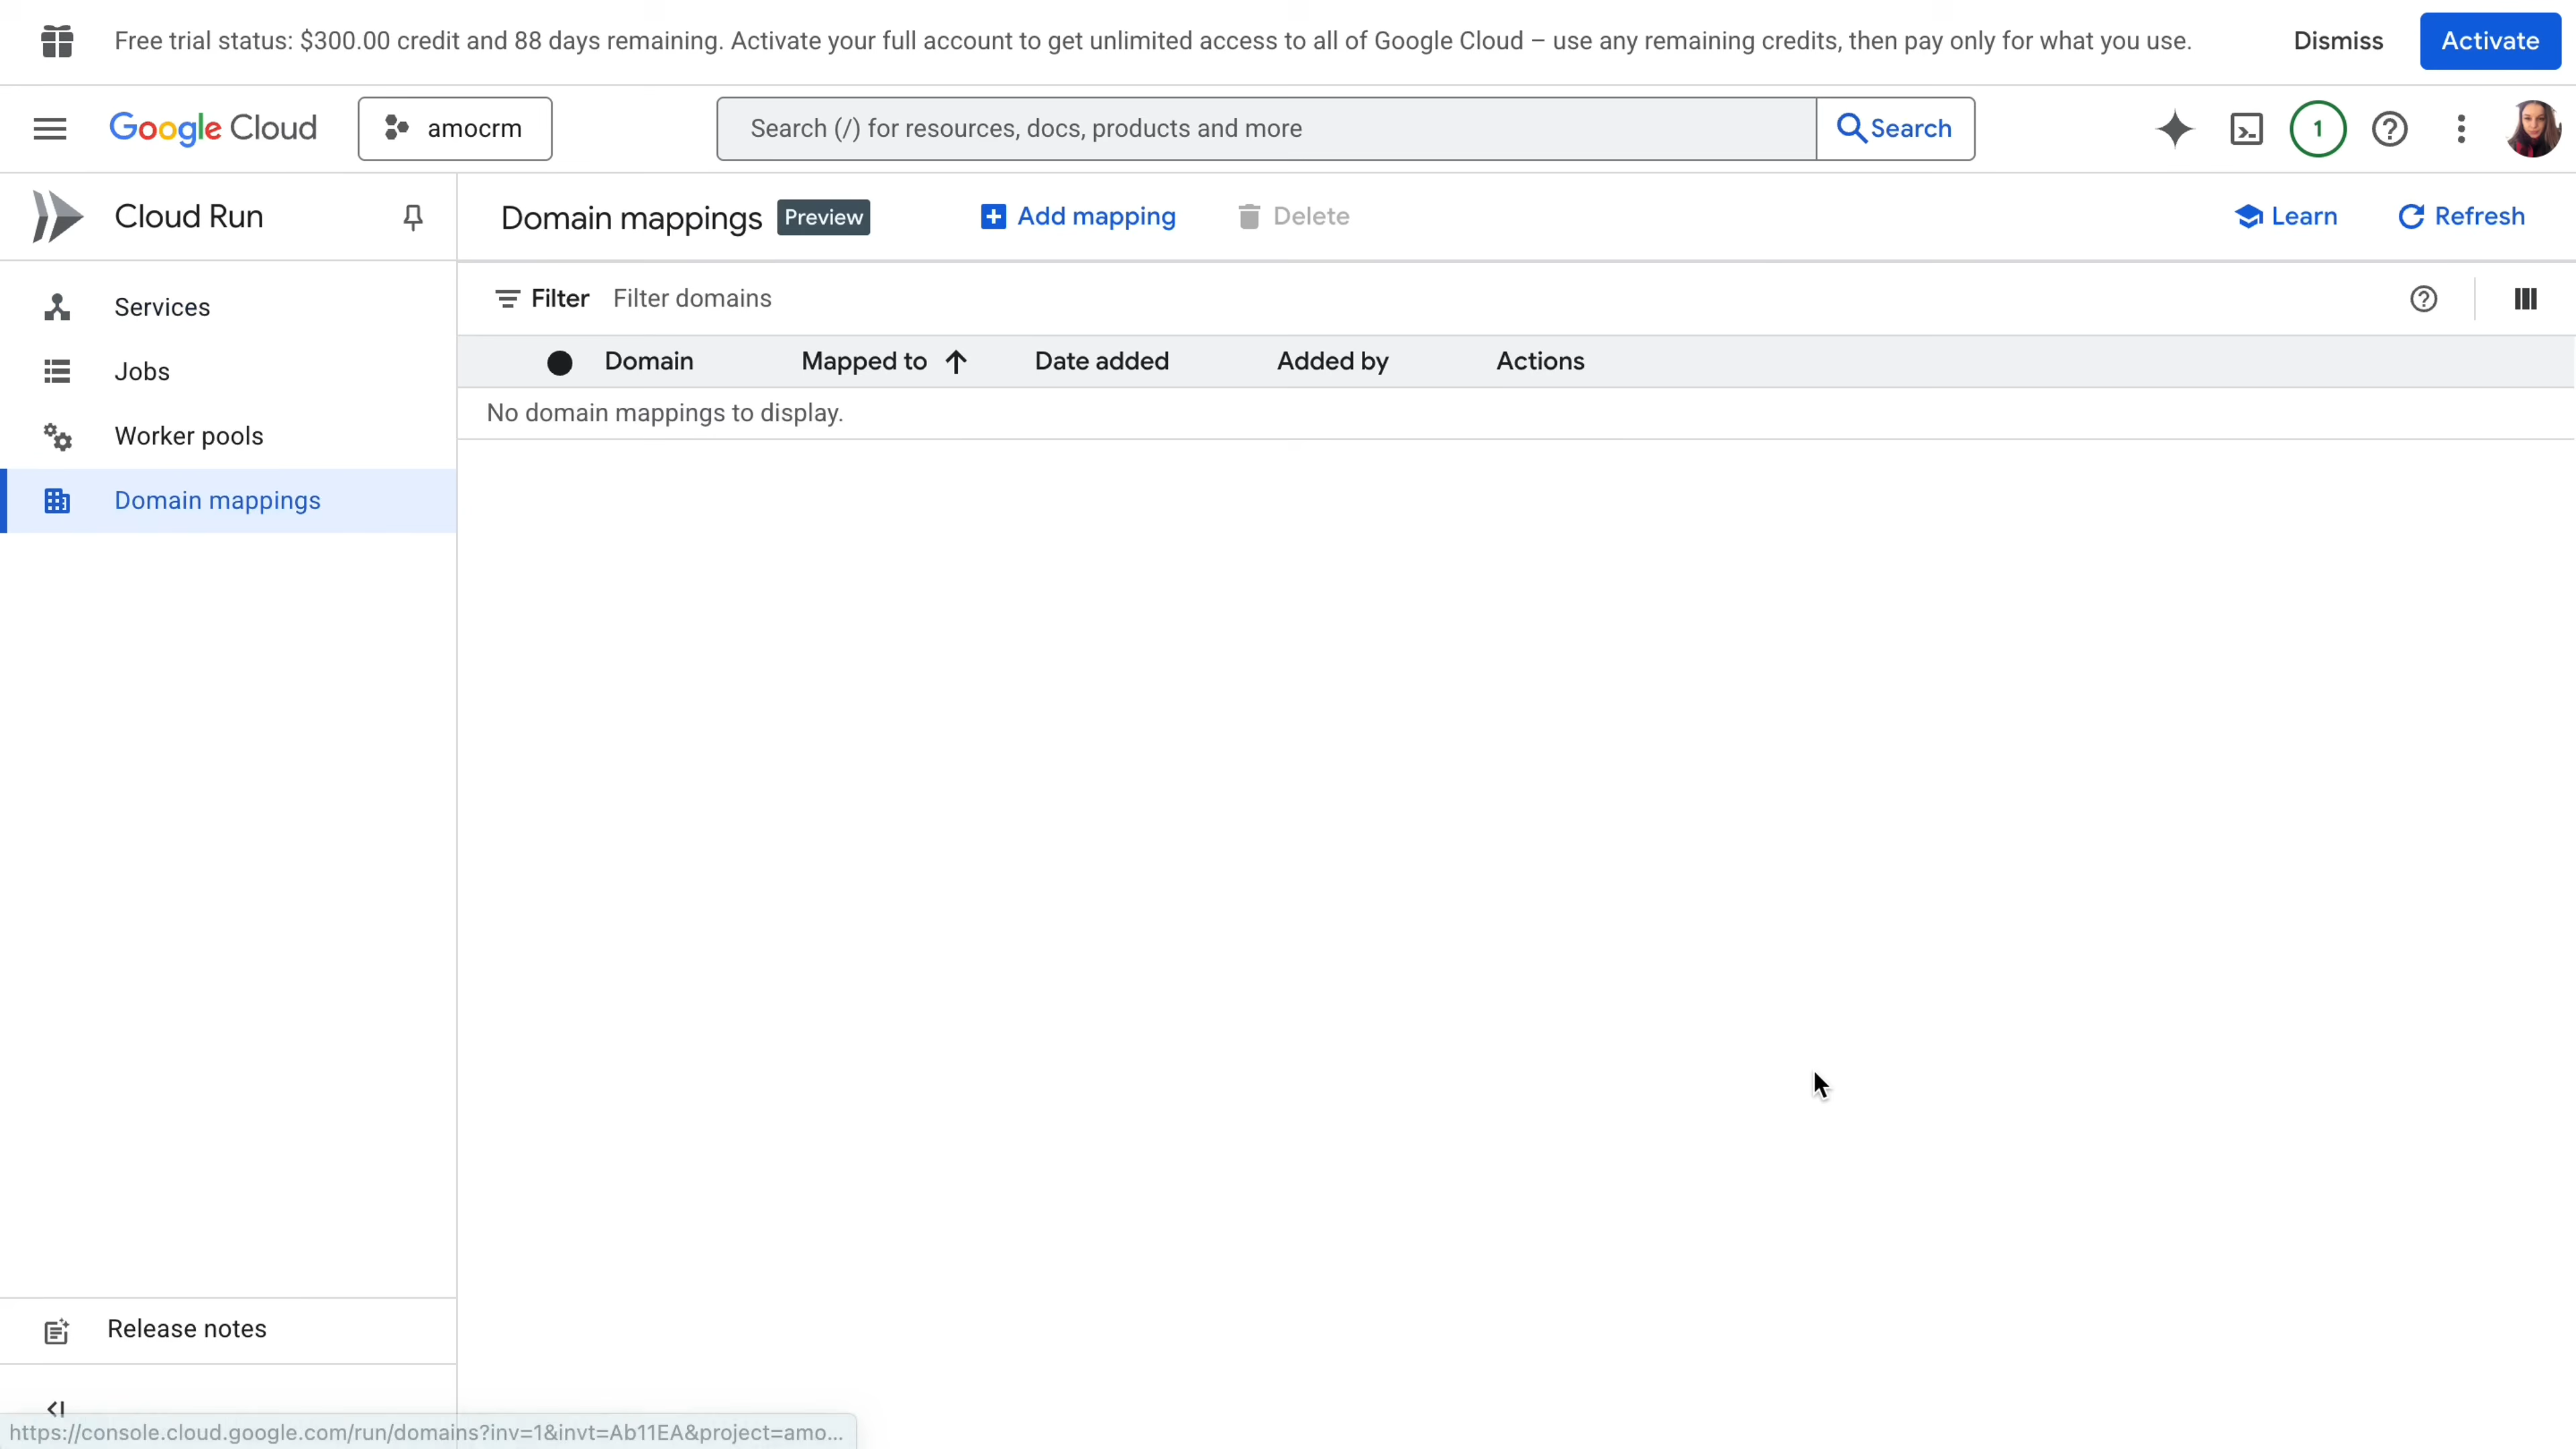 Free trial status: $300.00 credit and 88 days remaining. Activate your full account to get unlimited access to all of Google Cloud – use any remaining credits, then pay only for what you use.
Dismiss
Activate
Google Cloud
amocrm
Search (/) for resources, docs, products and more
Search
1
Cloud Run
Domain mappings
Preview
Add mapping
Delete
Learn
Refresh
Services
Jobs
Worker pools
Domain mappings
Filter
Filter domains
Domain
Mapped to
Date added
Added by
Actions
No domain mappings to display.
Release notes
https://console.cloud.google.com/run/domains?inv=1&invt=Ab11EA&project=amo...